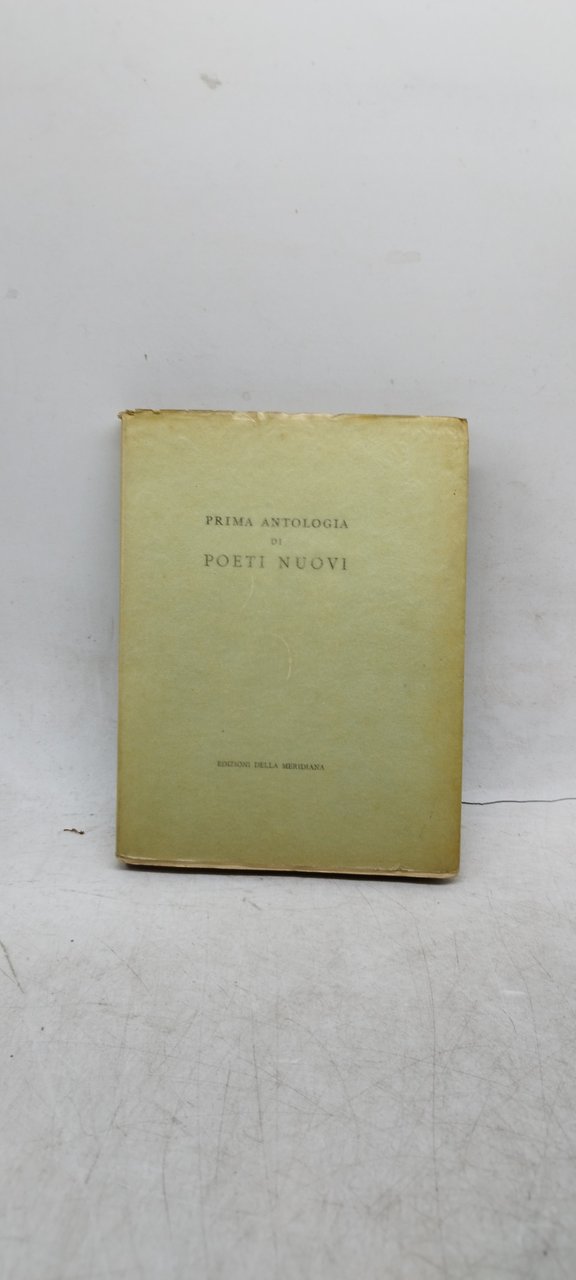 PRIMA ANTOLOGIA
DI
POETI NUOVI
EDIZIONI DELLA MERIDIANA